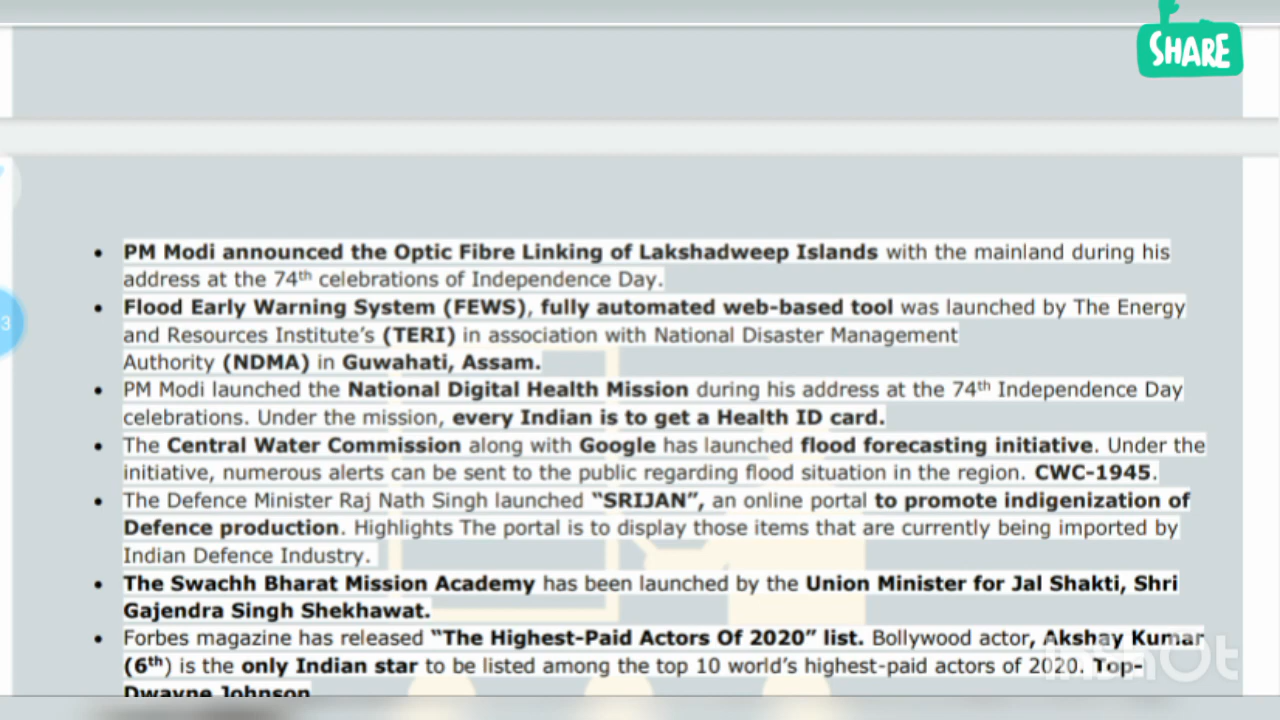 SHARE
• PM Modi announced the Optic Fibre Linking of Lakshadweep Islands with the mainland during his
address at the 74th celebrations of Independence Day.
• Flood Early Warning System (FEWS), fully automated web-based tool was launched by The Energy
and Resources Institute’s (TERI) in association with National Disaster Management
Authority (NDMA) in Guwahati, Assam.
• PM Modi launched the National Digital Health Mission during his address at the 74th Independence Day
celebrations. Under the mission, every Indian is to get a Health ID card.
• The Central Water Commission along with Google has launched flood forecasting initiative. Under the
initiative, numerous alerts can be sent to the public regarding flood situation in the region. CWC-1945.
• The Defence Minister Raj Nath Singh launched “SRIJAN”, an online portal to promote indigenization of
Defence production. Highlights The portal is to display those items that are currently being imported by
Indian Defence Industry.
• The Swachh Bharat Mission Academy has been launched by the Union Minister for Jal Shakti, Shri
Gajendra Singh Shekhawat.
• Forbes magazine has released “The Highest-Paid Actors Of 2020” list. Bollywood actor, Akshay Kumar
(6th) is the only Indian star to be listed among the top 10 world’s highest-paid actors of 2020. Top-
Dwayne Johnson
InShOt
3